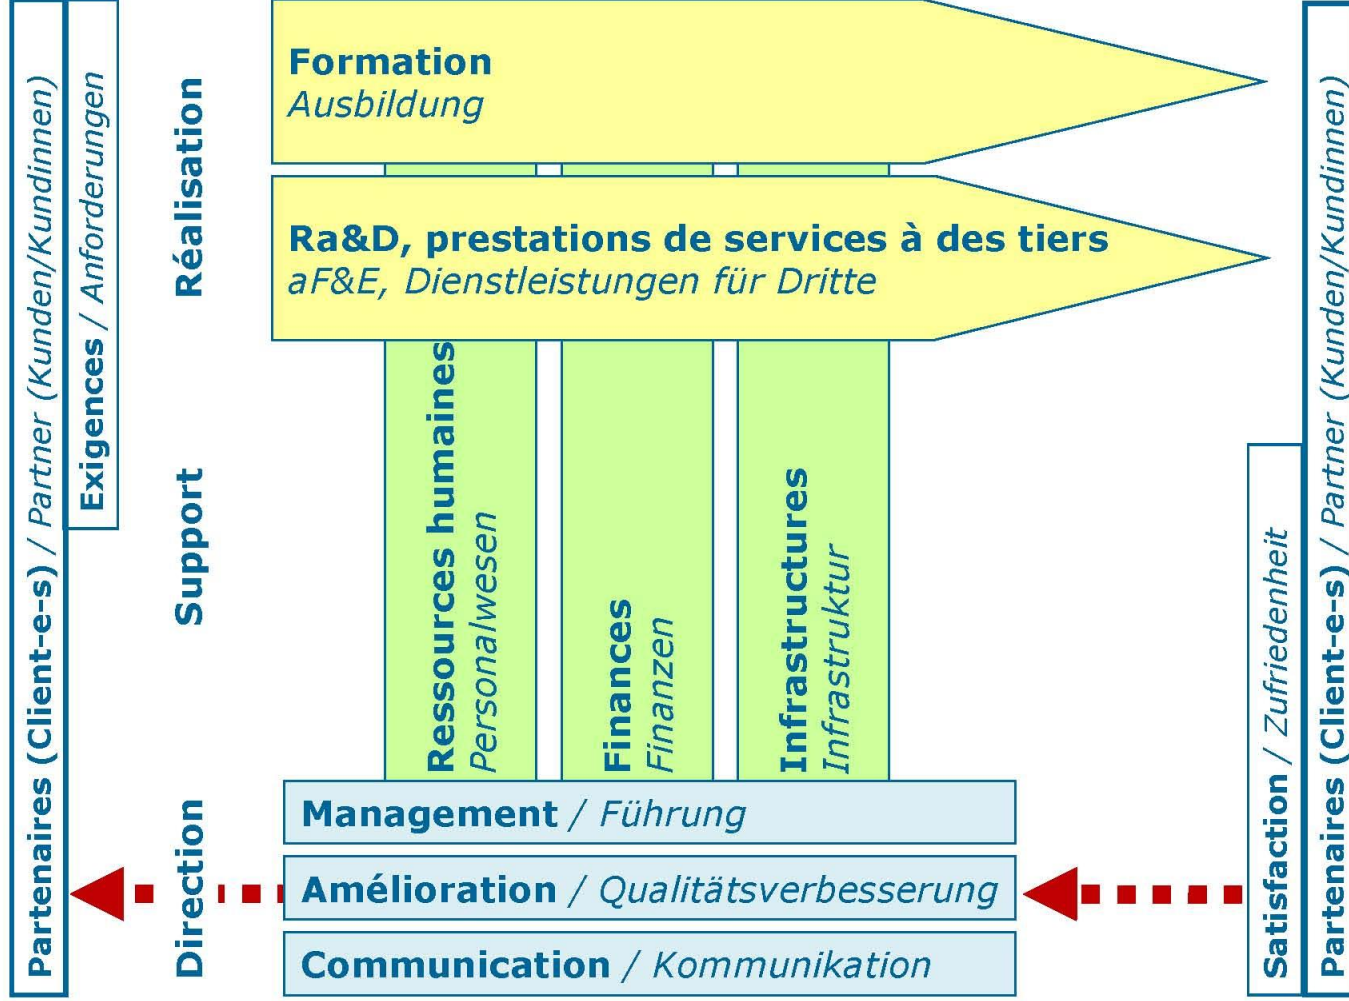 Partenaires (Client-e-s) / Partner (Kunden/Kundinnen)
Exigences / Anforderungen
Réalisation
Formation
Ausbildung
Ra&D, prestations de services à des tiers
aF&E, Dienstleistungen für Dritte
Support
Ressources humaines
Personalwesen
Finances
Finanzen
Infrastructures
Infrastruktur
Direction
Management / Führung
Amélioration / Qualitätsverbesserung
Communication / Kommunikation
Satisfaction / Zufriedenheit
Partenaires (Client-e-s) / Partner (Kunden/Kundinnen)